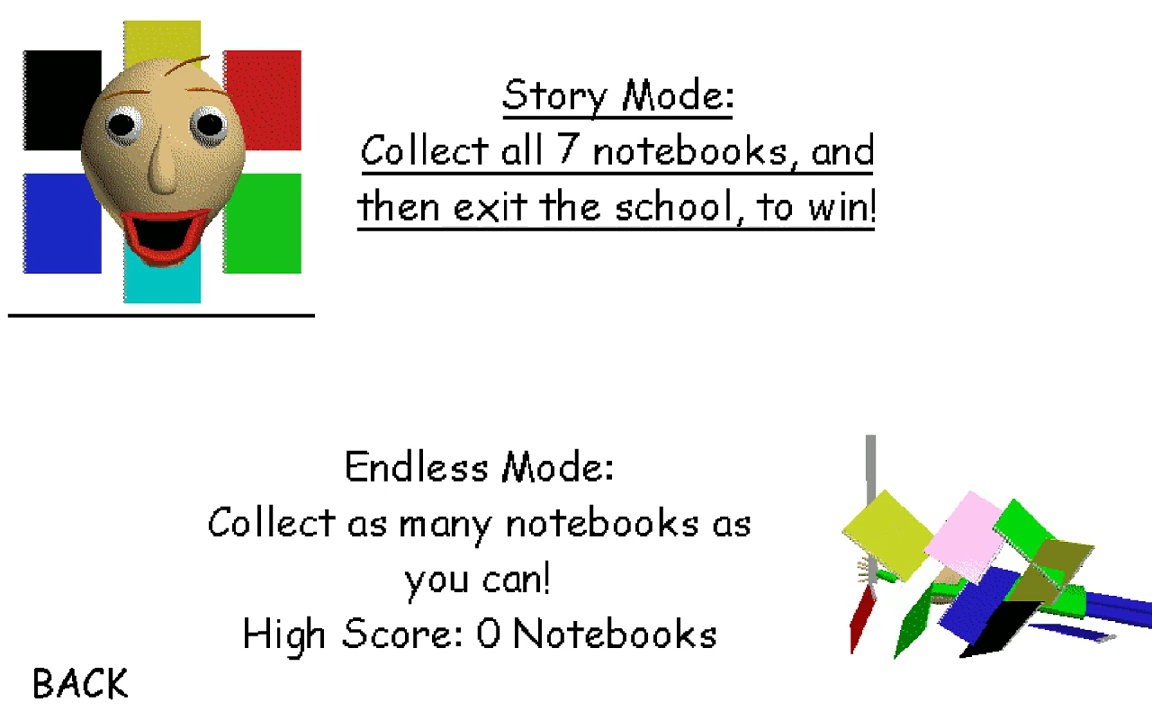 Story Mode:
Collect all 7 notebooks, and
then exit the school, to win!
Endless Mode:
Collect as many notebooks as
you can!
High Score: 0 Notebooks
BACK